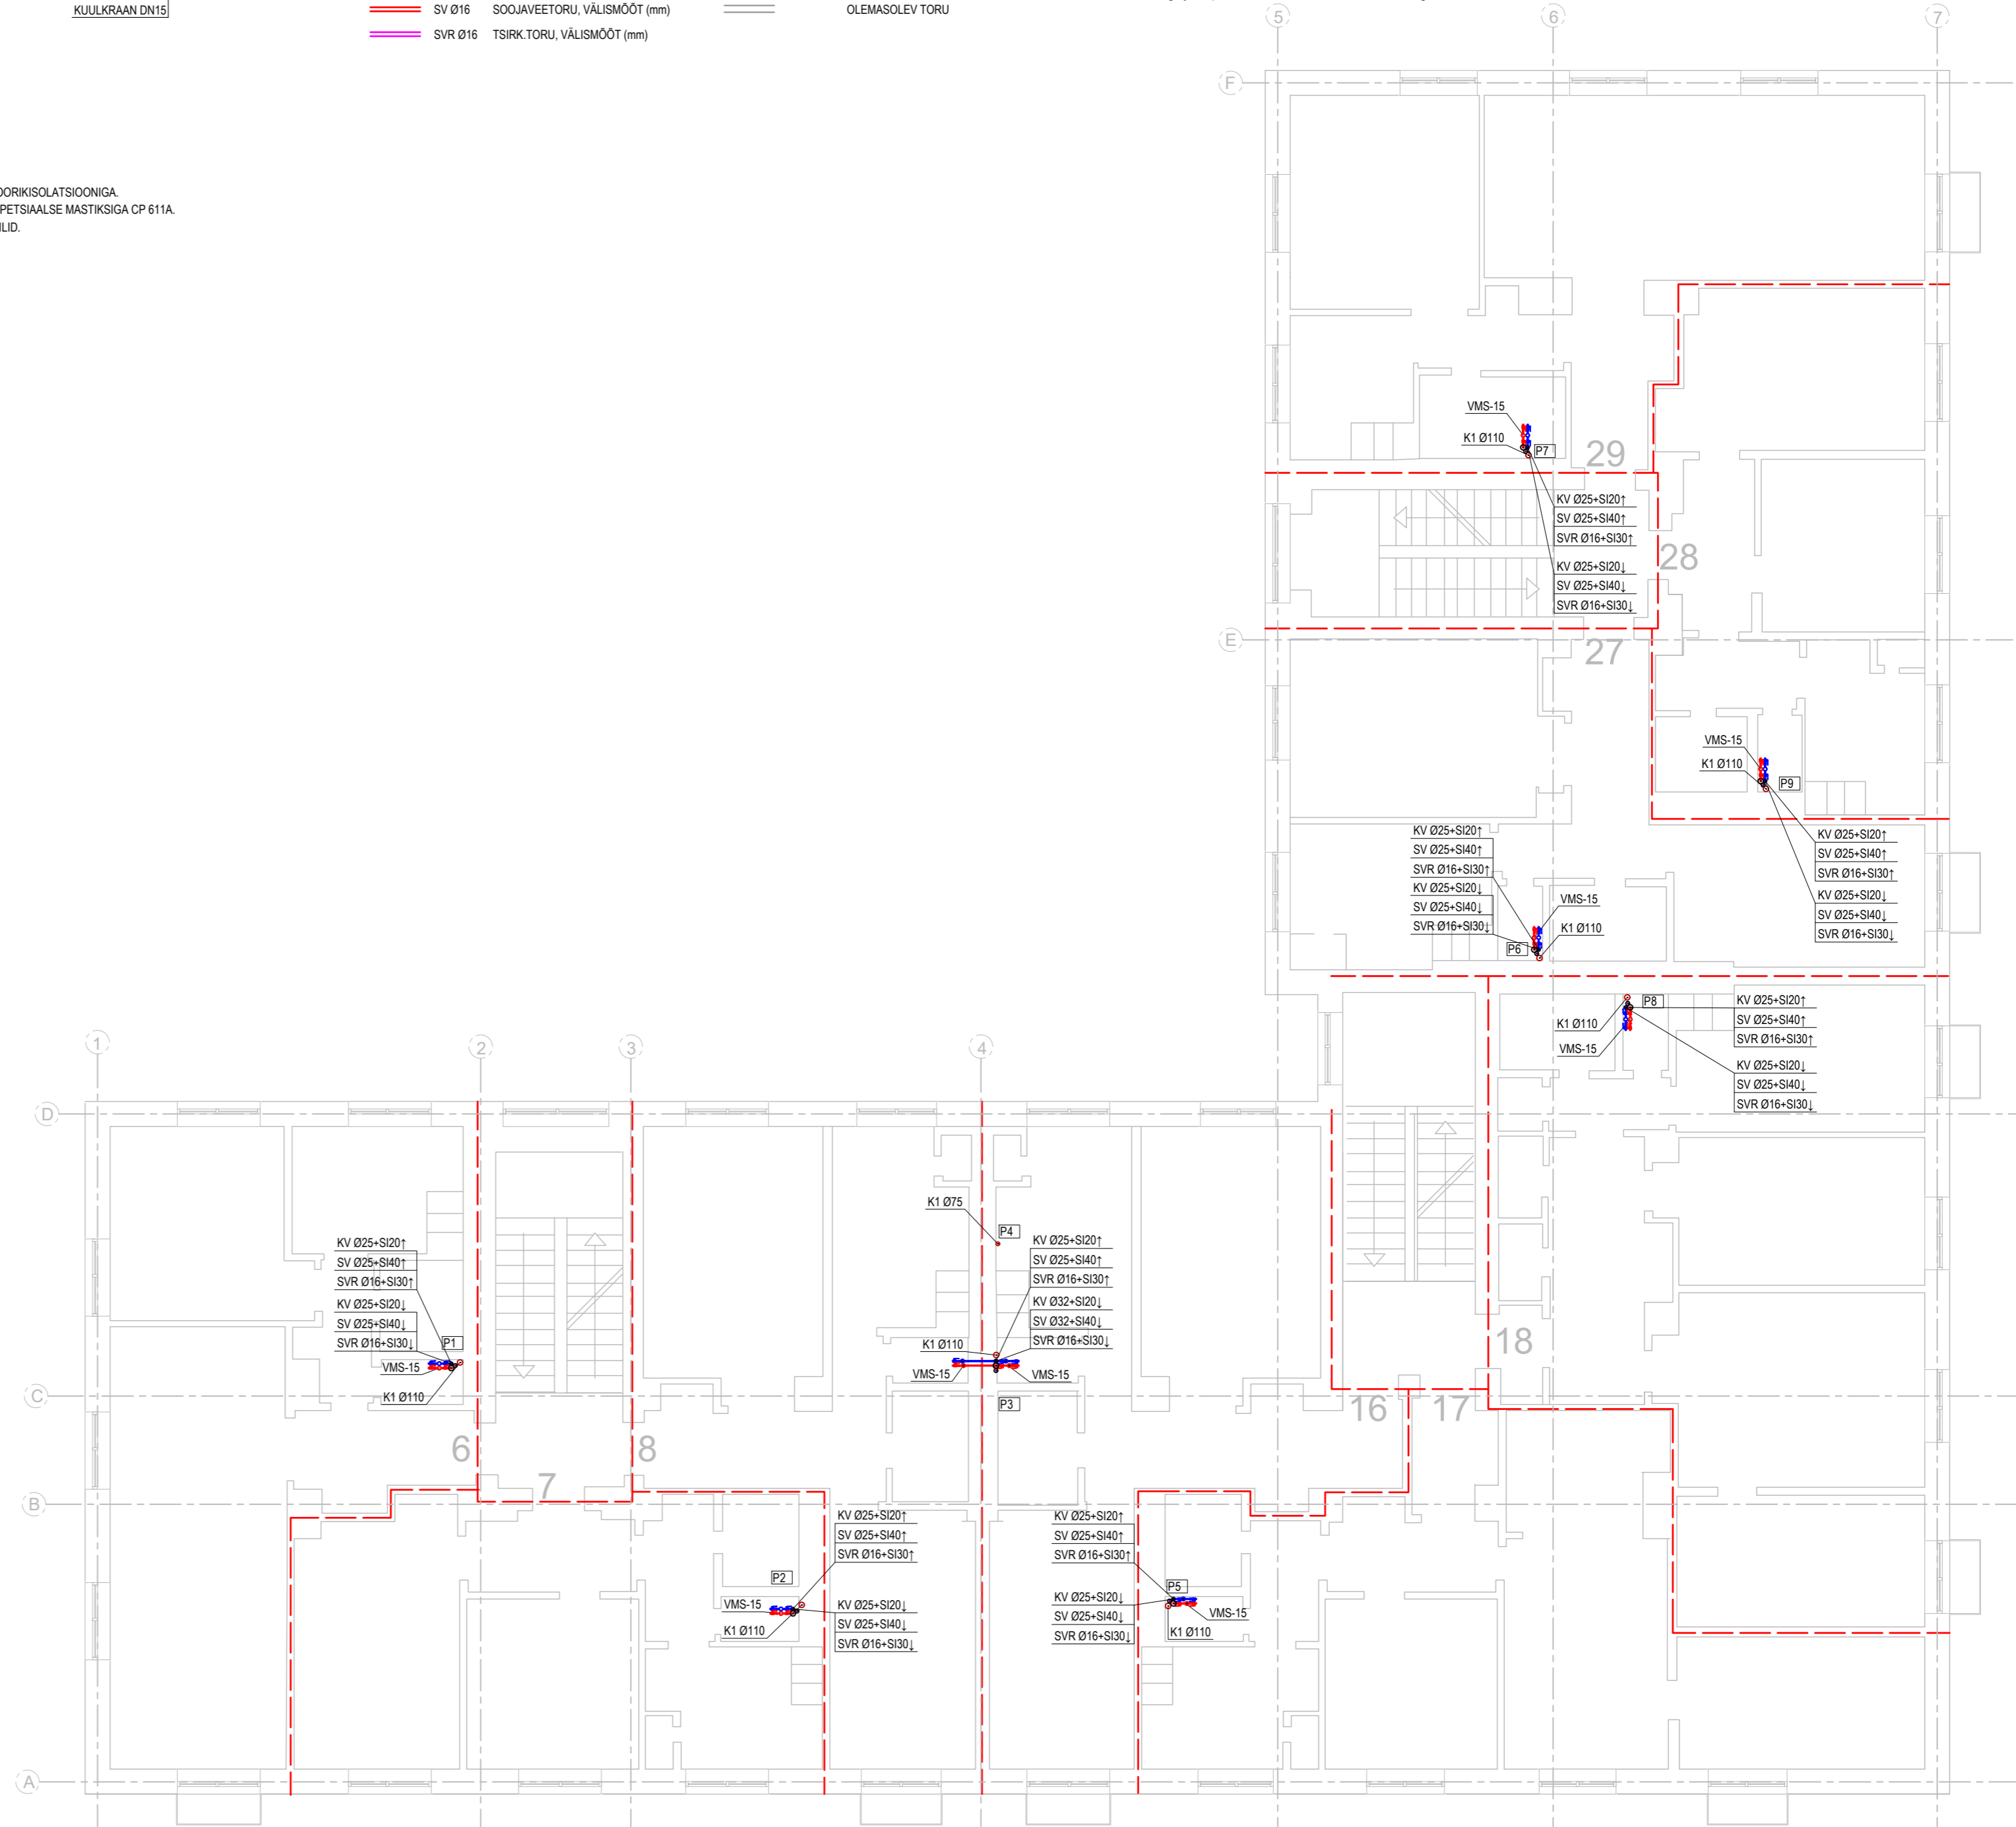 KUULKRAAN DN15
SV Ø16 SOOJAVEETORU, VÄLISMÕÕT (mm)
OLEMASOLEV TORU
SVR Ø16 TSIRK.TORU, VÄLISMÕÕT (mm)
5
6
7
F
OORIKISOLATSIOONIGA.
PETSIAALSE MASTIKSIGA CP 611A.
ILID.
VMS-15
K1 Ø110
P7
29
KV Ø25+SI20↑
SV Ø25+SI40↑
SVR Ø16+SI30↑
KV Ø25+SI20↓
SV Ø25+SI40↓
SVR Ø16+SI30↓
28
E
27
VMS-15
K1 Ø110
P9
KV Ø25+SI20↑
SV Ø25+SI40↑
SVR Ø16+SI30↑
KV Ø25+SI20↓
SV Ø25+SI40↓
SVR Ø16+SI30↓
KV Ø25+SI20↑
SV Ø25+SI40↑
SVR Ø16+SI30↑
KV Ø25+SI20↓
SV Ø25+SI40↓
SVR Ø16+SI30↓
VMS-15
K1 Ø110
P6
P8
K1 Ø110
VMS-15
KV Ø25+SI20↑
SV Ø25+SI40↑
SVR Ø16+SI30↑
KV Ø25+SI20↓
SV Ø25+SI40↓
SVR Ø16+SI30↓
1
2
3
4
D
K1 Ø75
P4
KV Ø25+SI20↑
SV Ø25+SI40↑
SVR Ø16+SI30↑
KV Ø25+SI20↓
SV Ø25+SI40↓
SVR Ø16+SI30↓
P1
VMS-15
K1 Ø110
KV Ø25+SI20↑
SV Ø25+SI40↑
SVR Ø16+SI30↑
KV Ø32+SI20↓
SV Ø32+SI40↓
SVR Ø16+SI30↓
K1 Ø110
VMS-15
VMS-15
P3
18
C
16
17
6
8
7
B
KV Ø25+SI20↑
SV Ø25+SI40↑
SVR Ø16+SI30↑
P2
VMS-15
K1 Ø110
KV Ø25+SI20↓
SV Ø25+SI40↓
SVR Ø16+SI30↓
KV Ø25+SI20↑
SV Ø25+SI40↑
SVR Ø16+SI30↑
P5
KV Ø25+SI20↓
SV Ø25+SI40↓
SVR Ø16+SI30↓
VMS-15
K1 Ø110
A